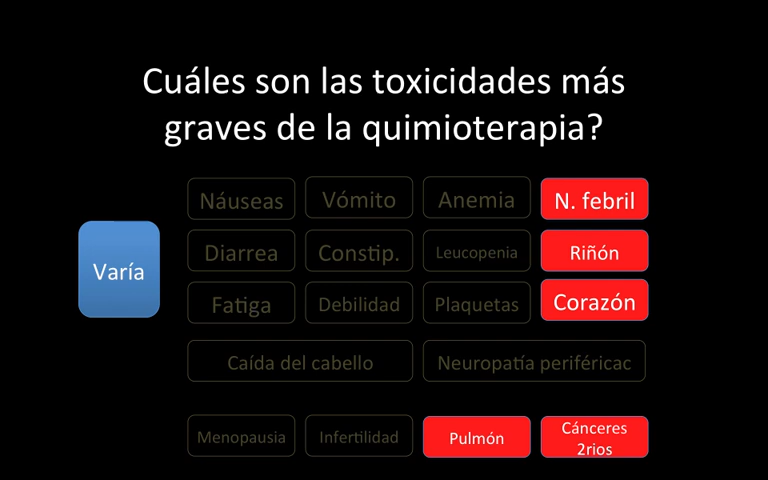 Cuáles son las toxicidades más
graves de la quimioterapia?
Náuseas
Vómito
Anemia
N. febril
Varía
Diarrea
Constip.
Leucopenia
Riñón
Fatiga
Debilidad
Plaquetas
Corazón
Caída del cabello
Neuropatía periféricac
Menopausia
Infertilidad
Pulmón
Cánceres
2rios